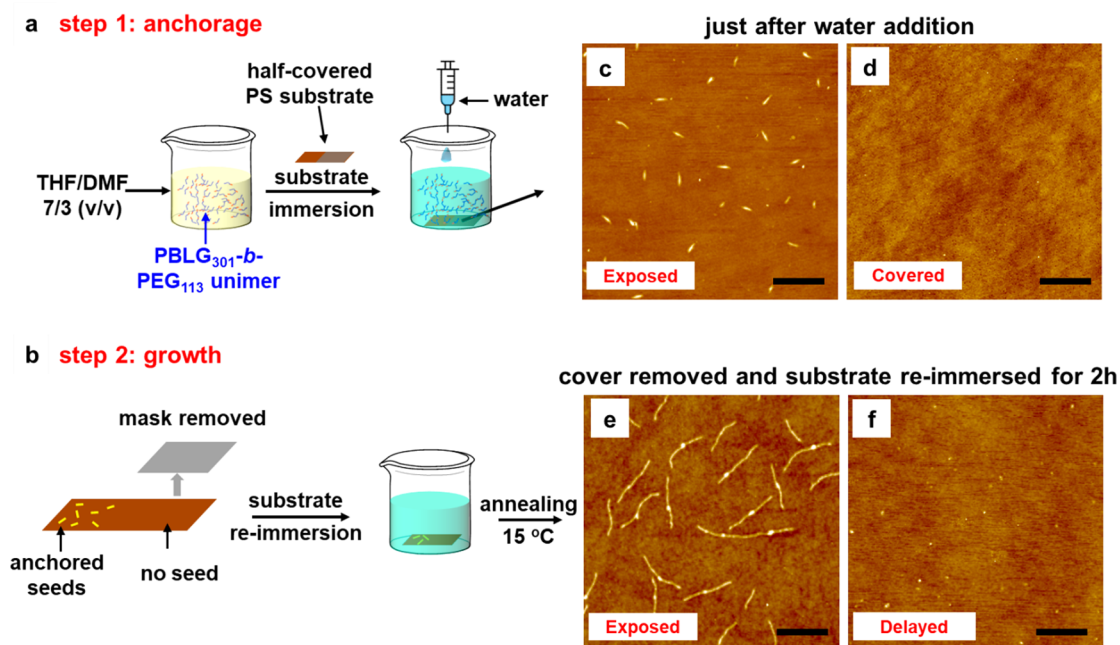 a step 1: anchorage
half-covered
PS substrate
water
THF/DMF
7/3 (v/v)
substrate
immersion
PBLG301-b-
PEG113 unimer
just after water addition
c
Exposed
d
Covered
b step 2: growth
mask removed
substrate
re-immersion
annealing
15 °C
anchored
seeds
no seed
cover removed and substrate re-immersed for 2h
e
Exposed
f
Delayed